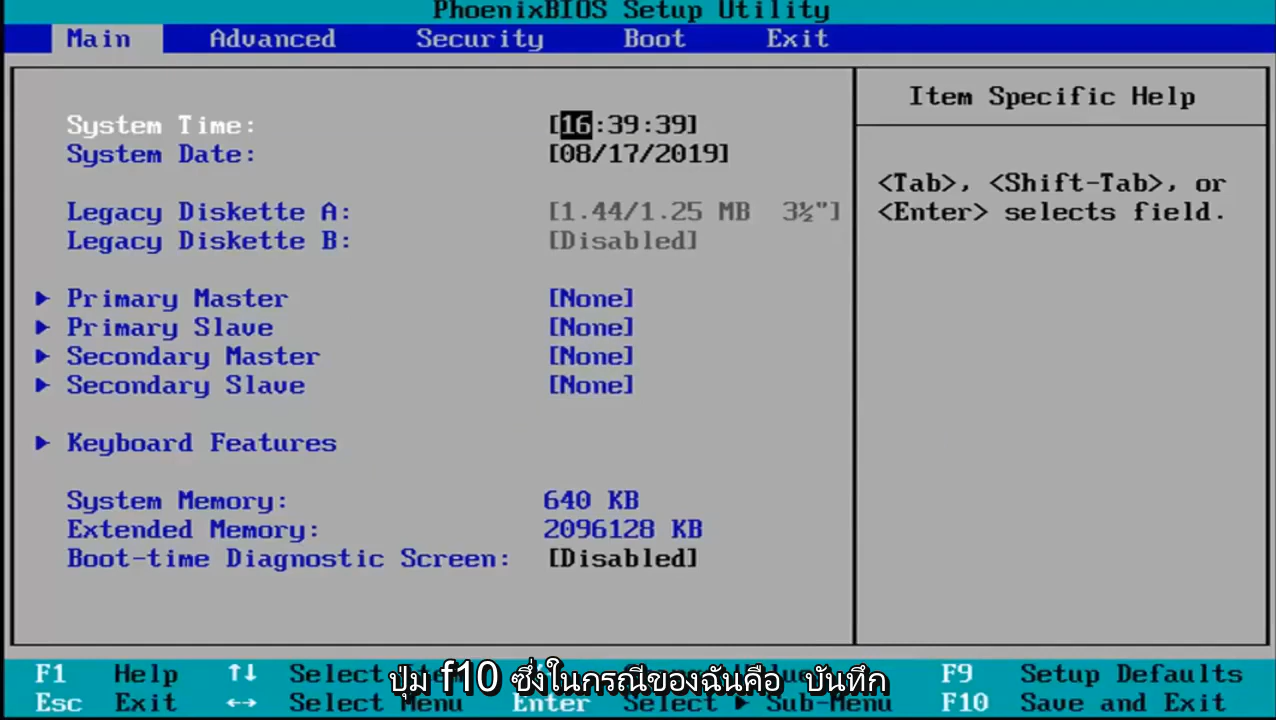 PhoenixBIOS Setup Utility
Main Advanced Security Boot Exit
System Time: [16:39:39]
System Date: [08/17/2019]
Legacy Diskette A: [1.44/1.25 MB 3½"]
Legacy Diskette B: [Disabled]
▶ Primary Master [None]
▶ Primary Slave [None]
▶ Secondary Master [None]
▶ Secondary Slave [None]
▶ Keyboard Features
System Memory: 640 KB
Extended Memory: 2096128 KB
Boot-time Diagnostic Screen: [Disabled]
Item Specific Help
<Tab>, <Shift-Tab>, or
<Enter> selects field.
F1 Help ↑↓ Select F9 Setup Defaults
ปุ่ม f10 ซึ่งในกรณีของฉันคือ บันทึก
Esc Exit ↔ Select Menu Enter Select ▶ Sub-Menu F10 Save and Exit